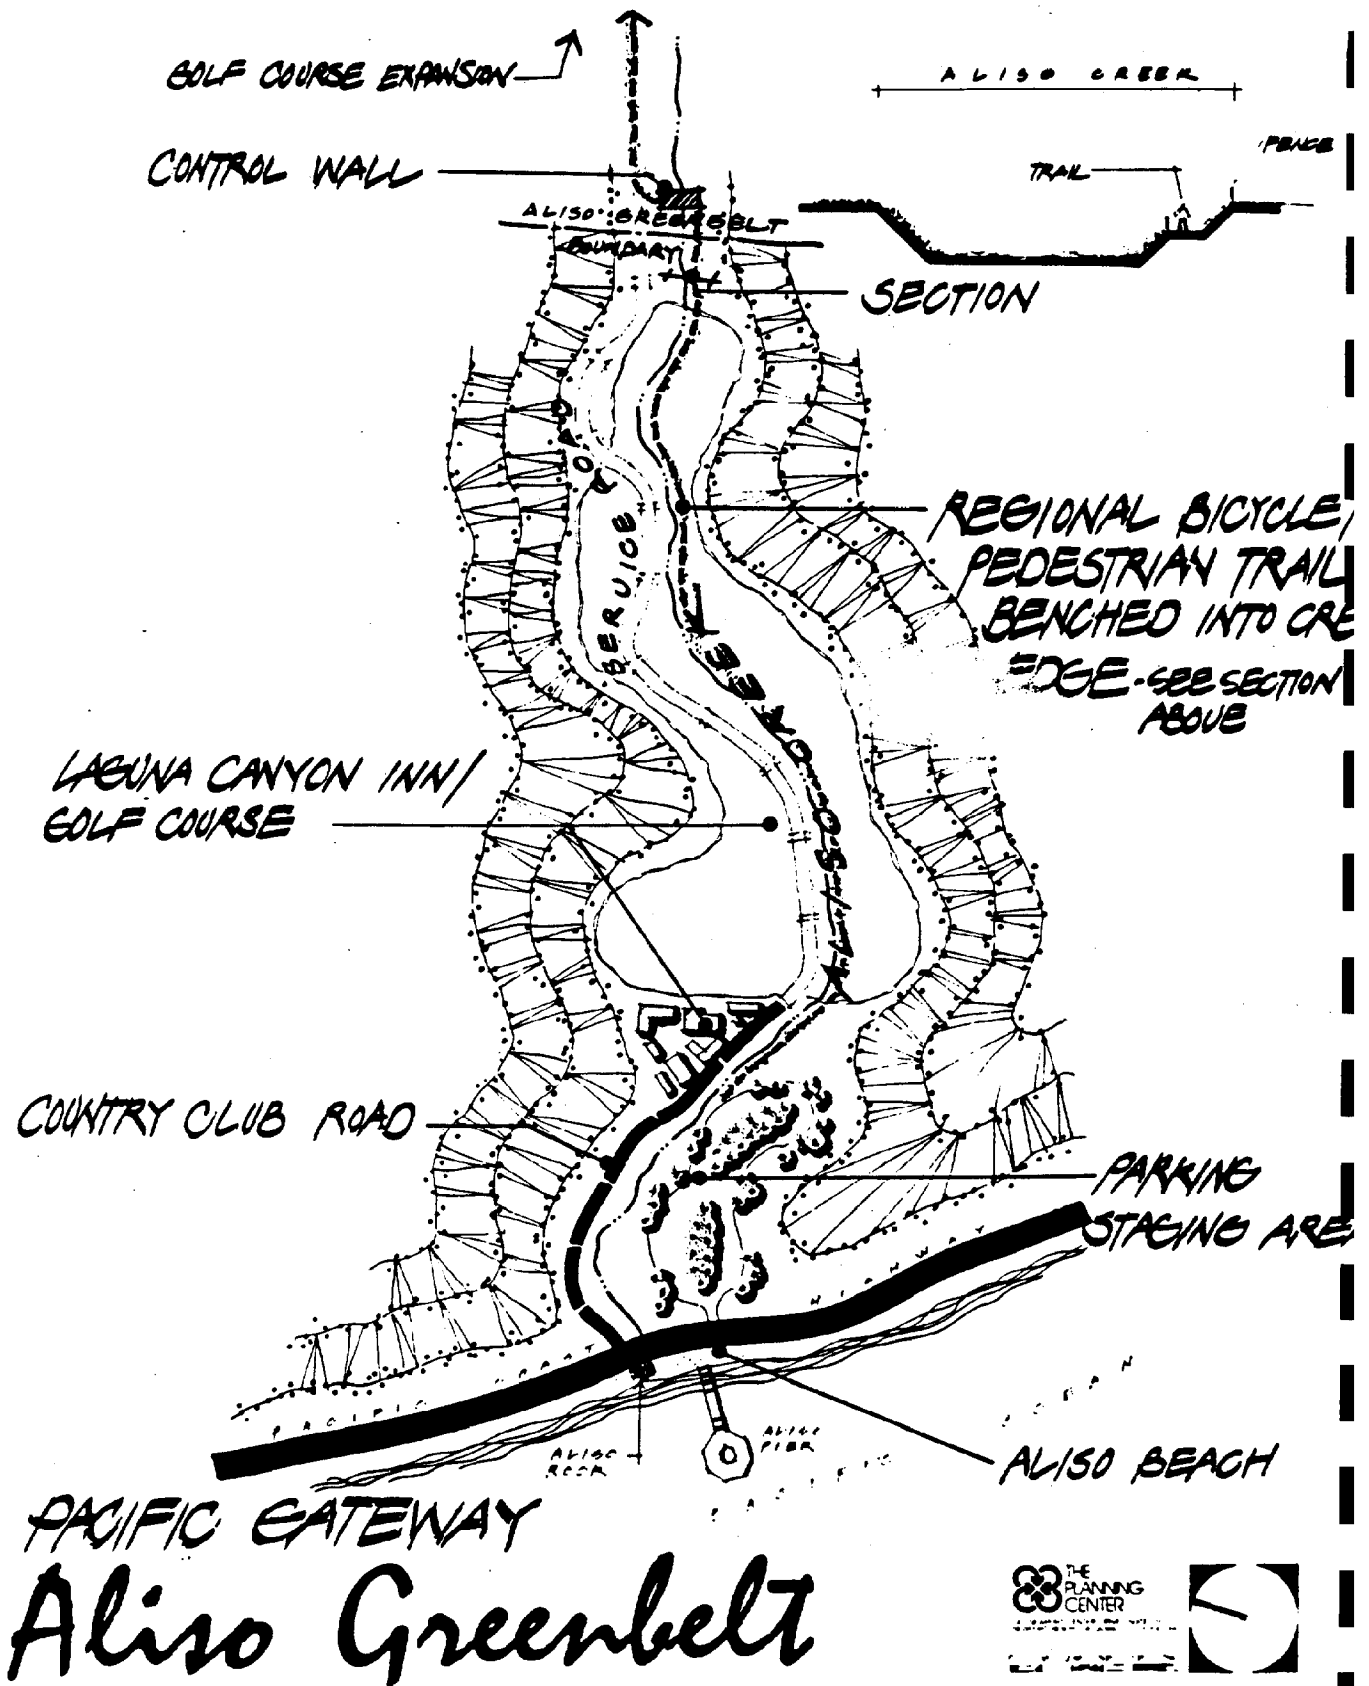 GOLF COURSE EXPANSION
ALISO CREEK
FENCE
TRAIL
CONTROL WALL
ALISO GREENBELT
BOUNDARY
SECTION
SERVICE ROAD
REGIONAL BICYCLE/
PEDESTRIAN TRAIL
BENCHED INTO CRE
EDGE-SEE SECTION
ABOVE
ALISO CREEK
LAGUNA CANYON INN/
GOLF COURSE
COUNTRY CLUB ROAD
PARKING
STAGING AREA
PACIFIC COAST HIGHWAY
ALISO
ROCK
ALISO
PIER
PACIFIC OCEAN
ALISO BEACH
PACIFIC GATEWAY
Aliso Greenbelt
THE
PLANNING
CENTER